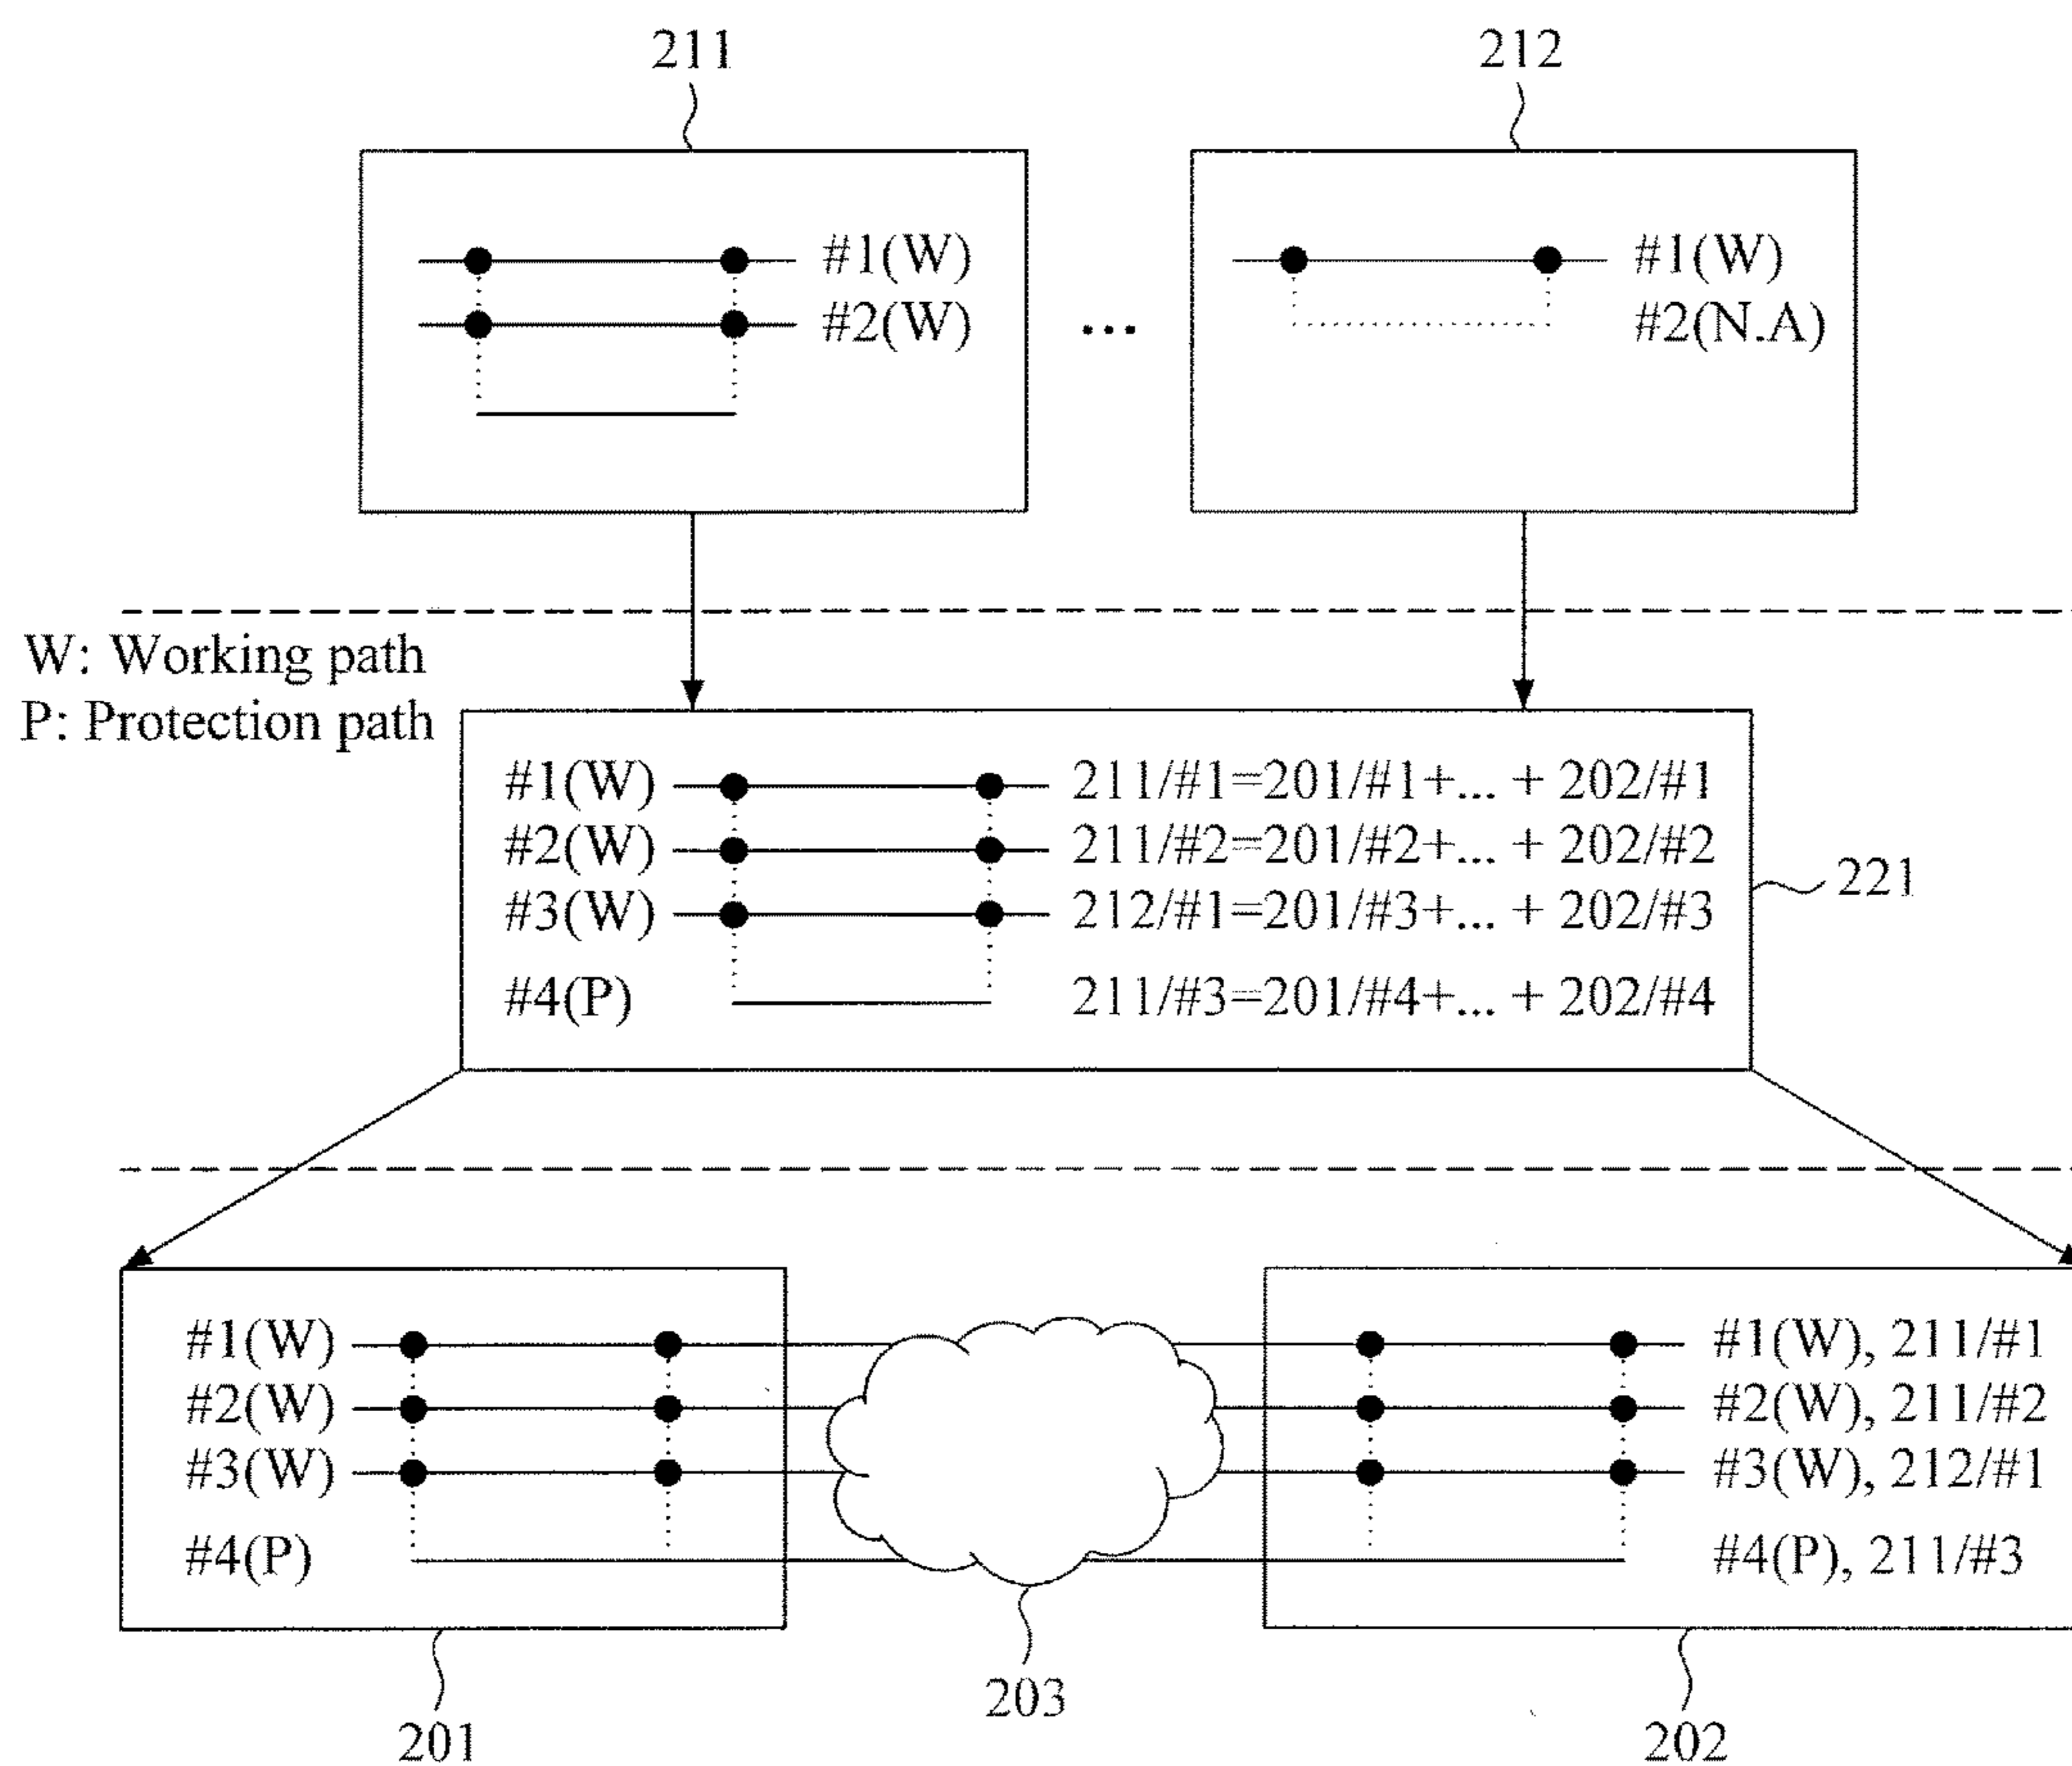 211
212
#1(W)
#2(W)
...
#1(W)
#2(N.A)
W: Working path
P: Protection path
#1(W) 211/#1=201/#1+... + 202/#1
#2(W) 211/#2=201/#2+... + 202/#2
#3(W) 212/#1=201/#3+... + 202/#3
#4(P) 211/#3=201/#4+... + 202/#4
221
#1(W)
#2(W)
#3(W)
#4(P)
#1(W), 211/#1
#2(W), 211/#2
#3(W), 212/#1
#4(P), 211/#3
201
203
202